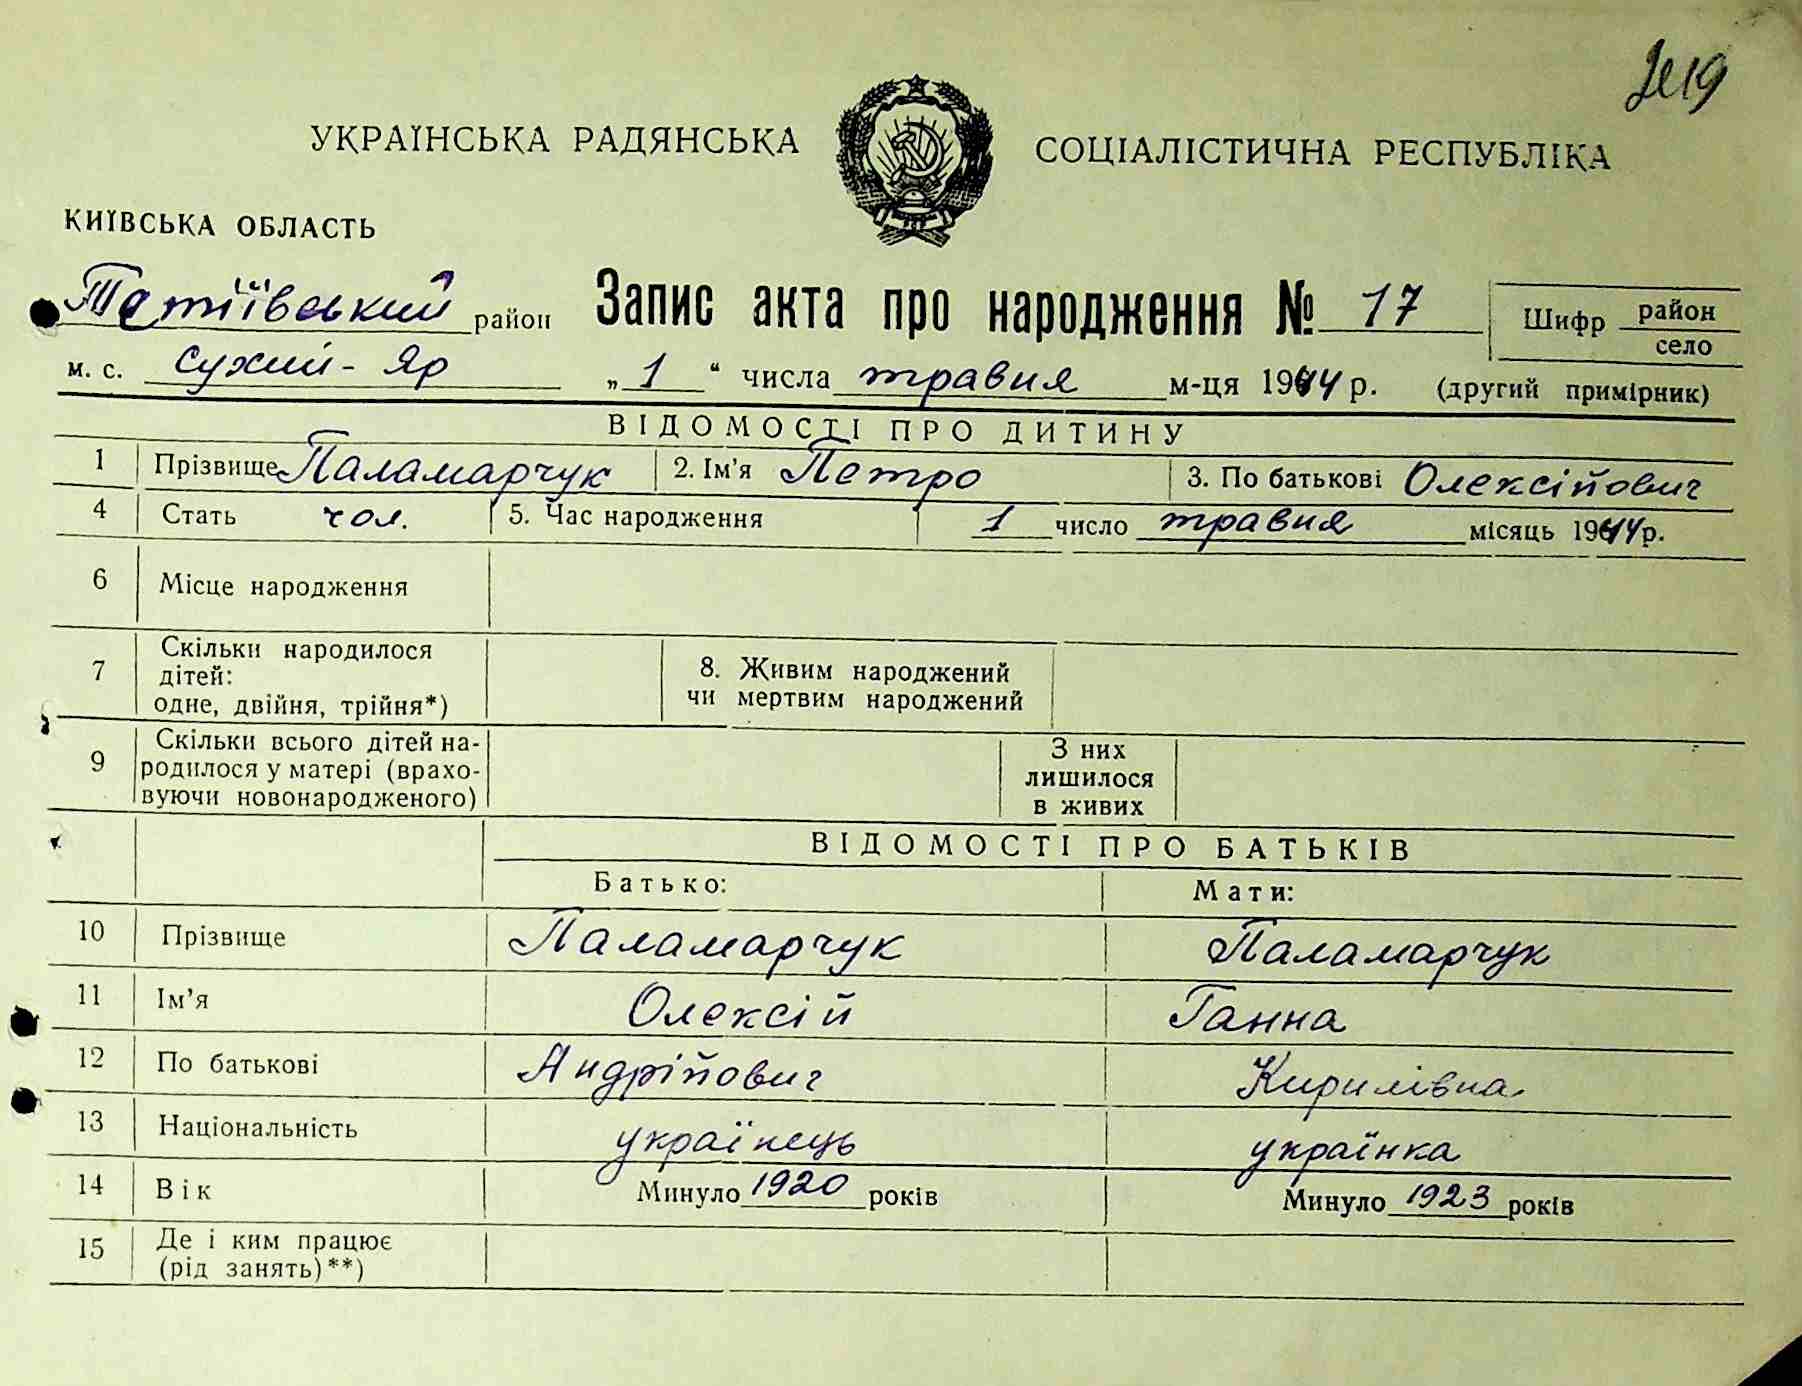 УКРАЇНСЬКА РАДЯНСЬКА СОЦІАЛІСТИЧНА РЕСПУБЛІКА
КИЇВСЬКА ОБЛАСТЬ
Тетіївський район Запис акта про народження № 17 Шифр район село
м. с. Сухий-Яр „1“ числа травня м-ця 1944 р. (другий примірник)
ВІДОМОСТІ ПРО ДИТИНУ
1 Прізвище Паламарчук 2. Ім'я Петро 3. По батькові Олексійович
4 Стать чол. 5. Час народження 1 число травня місяць 1944 р.
6 Місце народження
7 Скільки народилося дітей: одне, двійня, трійня*) 8. Живим народжений чи мертвим народжений
9 Скільки всього дітей на-
родилося у матері (врахо-
вуючи новонародженого) З них лишилося в живих
ВІДОМОСТІ ПРО БАТЬКІВ
Батько: Мати:
10 Прізвище Паламарчук Паламарчук
11 Ім'я Олексій Ганна
12 По батькові Андрійович Кирилівна
13 Національність українець українка
14 Вік Минуло 1920 років Минуло 1923 років
15 Де і ким працює
(рід занять)**)